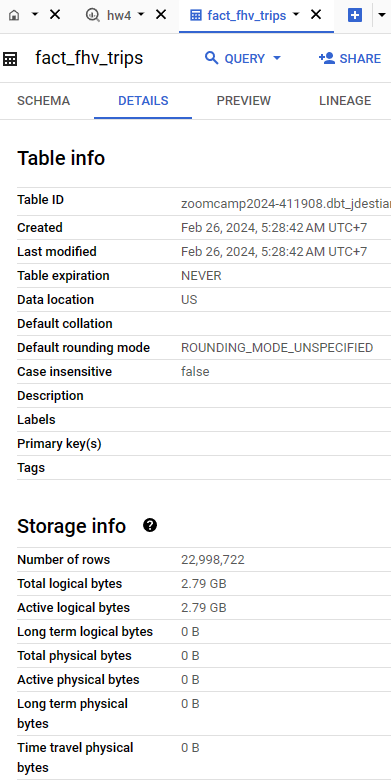 hw4 fact_fhv_trips
fact_fhv_trips QUERY SHARE
SCHEMA DETAILS PREVIEW LINEAGE
Table info
Table ID zoomcamp2024-411908.dbt_jdestia
Created Feb 26, 2024, 5:28:42 AM UTC+7
Last modified Feb 26, 2024, 5:28:42 AM UTC+7
Table expiration NEVER
Data location US
Default collation
Default rounding mode ROUNDING_MODE_UNSPECIFIED
Case insensitive false
Description
Labels
Primary key(s)
Tags
Storage info
Number of rows 22,998,722
Total logical bytes 2.79 GB
Active logical bytes 2.79 GB
Long term logical bytes 0 B
Total physical bytes 0 B
Active physical bytes 0 B
Long term physical 0 B
bytes
Time travel physical 0 B
bytes